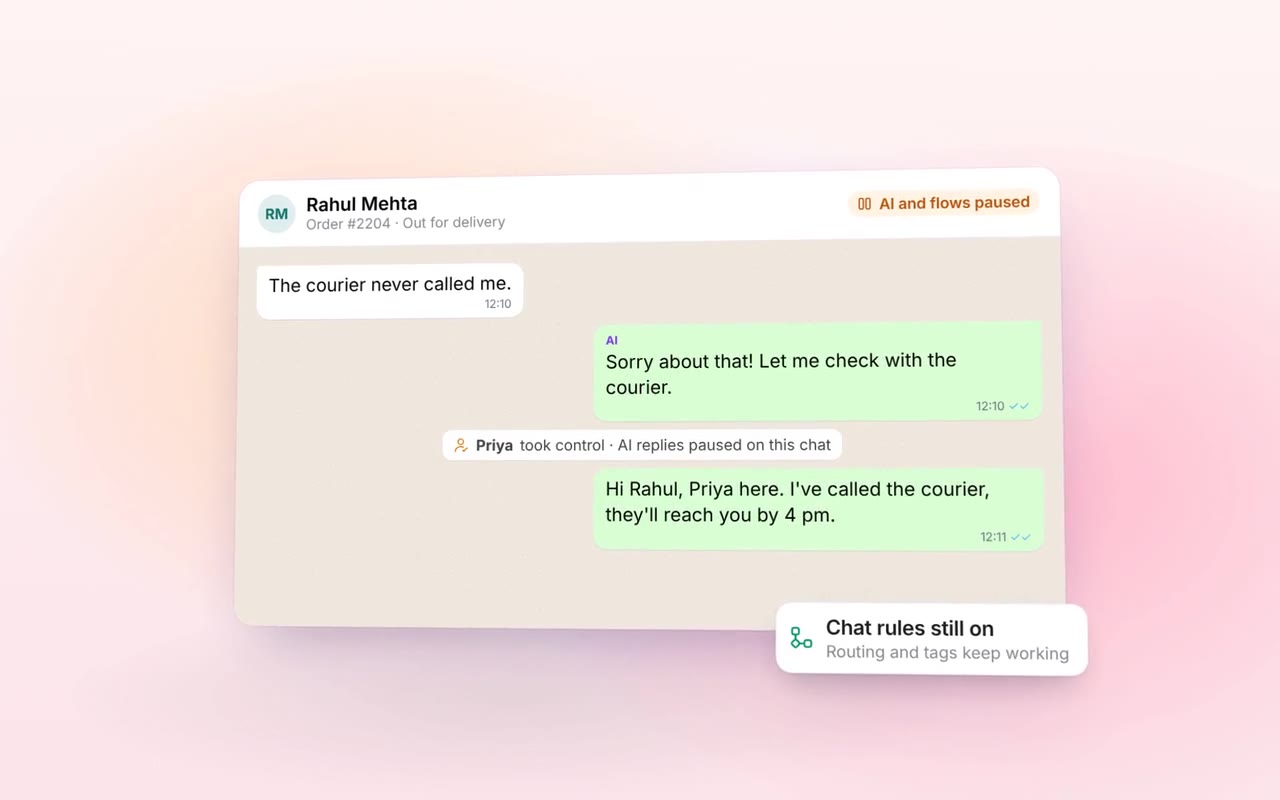 RM
Rahul Mehta
Order #2204 · Out for delivery
AI and flows paused
The courier never called me.
12:10
AI
Sorry about that! Let me check with the
courier.
12:10
Priya took control · AI replies paused on this chat
Hi Rahul, Priya here. I've called the courier,
they'll reach you by 4 pm.
12:11
Chat rules still on
Routing and tags keep working